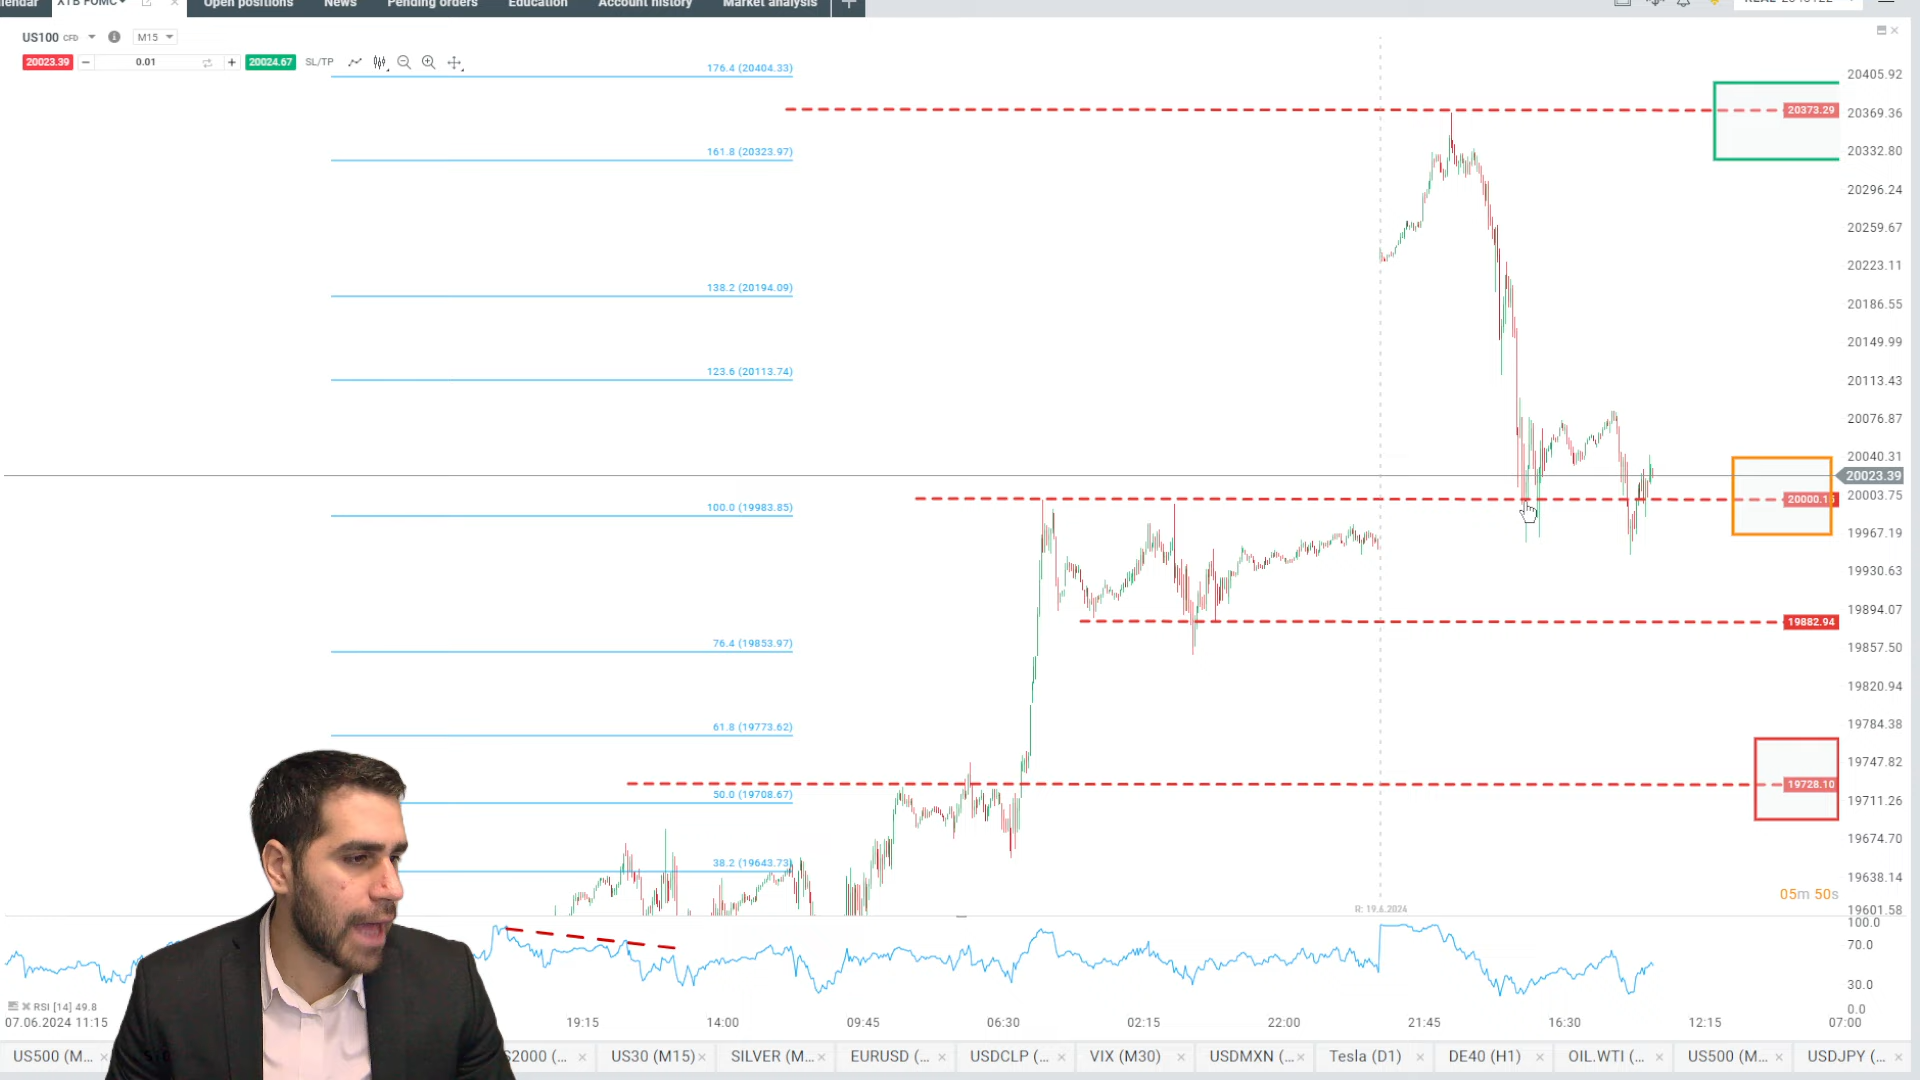 XTB FOMC
Open positions
News
Pending orders
Education
Account history
Market analysis
US100 CFD
M15
20023.39
0.01
20024.67
SL/TP
176.4 (20404.33)
161.8 (20323.97)
138.2 (20194.09)
123.6 (20113.74)
100.0 (19983.85)
76.4 (19853.97)
61.8 (19773.62)
50.0 (19708.67)
38.2 (19643.73)
20373.29
19882.94
19728.10
20405.92
20369.36
20332.80
20296.24
20259.67
20223.11
20186.55
20149.99
20113.43
20076.87
20040.31
20023.39
20003.75
19967.19
19930.63
19894.07
19857.50
19820.94
19784.38
19747.82
19711.26
19674.70
19638.14
19601.58
05m 50s
R: 19.6.2024
100.0
70.0
30.0
0.0
RSI [14] 49.8
07.06.2024 11:15
19:15
14:00
09:45
06:30
02:15
22:00
21:45
16:30
12:15
07:00
US500 (M...
US30 (M15)
SILVER (M...
EURUSD (...
USDCLP (...
VIX (M30)
USDMXN (...
Tesla (D1)
DE40 (H1)
OIL.WTI (...
US500 (M...
USDJPY (...